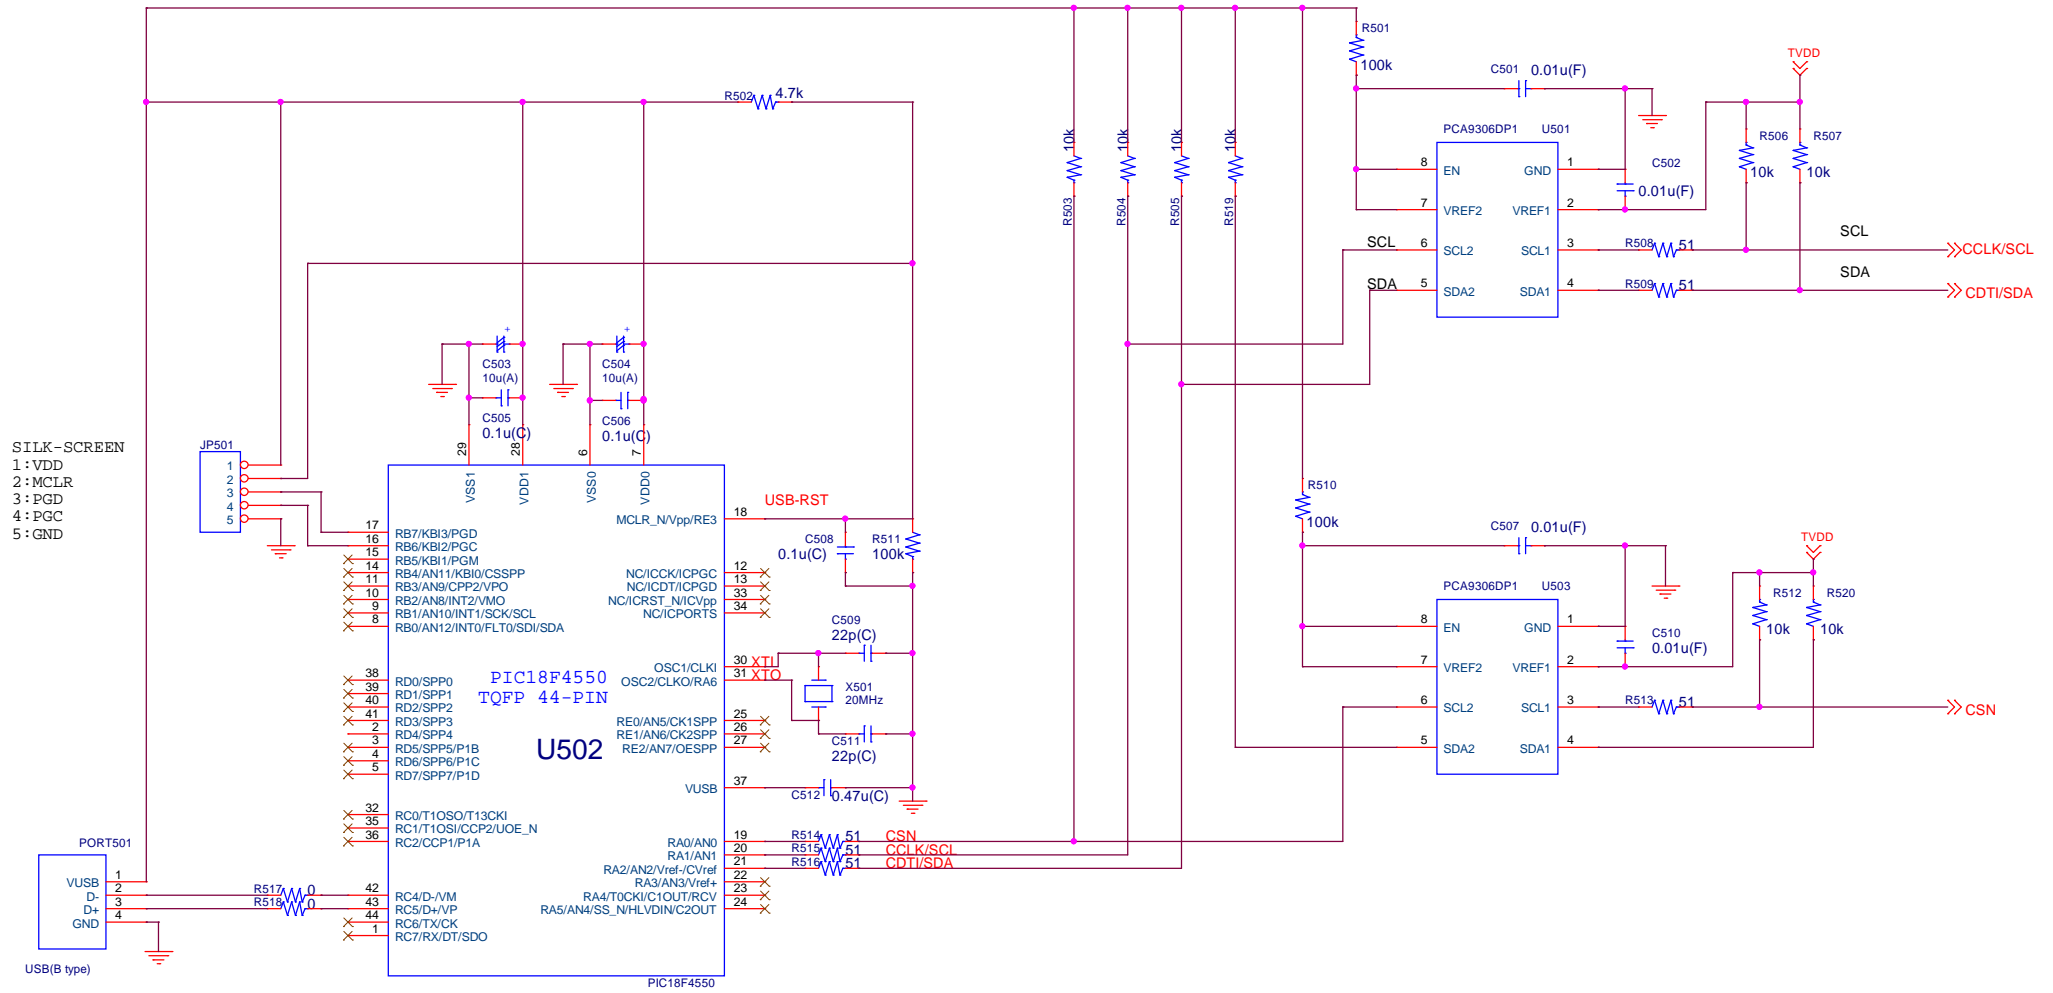 R501
100k
C501 0.01u(F)
TVDD
R502 4.7k
10k
10k
10k
10k
R503
R504
R505
R519
PCA9306DP1 U501
8 EN
7 VREF2
6 SCL2
5 SDA2
GND 1
VREF1 2
SCL1 3
SDA1 4
SCL
SDA
C502
0.01u(F)
R506
10k
R507
10k
R508 51
R509 51
SCL
CCLK/SCL
SDA
CDTI/SDA
C503
10u(A)
+
C504
10u(A)
+
C505
0.1u(C)
C506
0.1u(C)
29
28
6
7
VSS1
VDD1
VSS0
VDD0
SILK-SCREEN
1:VDD
2:MCLR
3:PGD
4:PGC
5:GND
JP501
1
2
3
4
5
17 RB7/KBI3/PGD
16 RB6/KBI2/PGC
15 RB5/KBI1/PGM
14 RB4/AN11/KBI0/CSSPP
11 RB3/AN9/CPP2/VPO
10 RB2/AN8/INT2/VMO
9 RB1/AN10/INT1/SCK/SCL
8 RB0/AN12/INT0/FLT0/SDI/SDA
38 RD0/SPP0
39 RD1/SPP1
40 RD2/SPP2
41 RD3/SPP3
2 RD4/SPP4
3 RD5/SPP5/P1B
4 RD6/SPP6/P1C
5 RD7/SPP7/P1D
32 RC0/T1OSO/T13CKI
35 RC1/T1OSI/CCP2/UOE_N
36 RC2/CCP1/P1A
42 RC4/D-/VM
43 RC5/D+/VP
44 RC6/TX/CK
1 RC7/RX/DT/SDO
PIC18F4550
TQFP 44-PIN
U502
USB-RST
MCLR_N/Vpp/RE3 18
NC/ICCK/ICPGC 12
NC/ICDT/ICPGD 13
NC/ICRST_N/ICVpp 33
NC/ICPORTS 34
OSC1/CLKI 30 XTI
OSC2/CLKO/RA6 31 XTO
RE0/AN5/CK1SPP 25
RE1/AN6/CK2SPP 26
RE2/AN7/OESPP 27
VUSB 37
RA0/AN0 19
RA1/AN1 20
RA2/AN2/Vref-/CVref 21
RA3/AN3/Vref+ 22
RA4/T0CKI/C1OUT/RCV 23
RA5/AN4/SS_N/HLVDIN/C2OUT 24
PIC18F4550
C508
0.1u(C)
R511
100k
C509
22p(C)
X501
20MHz
C511
22p(C)
C512 0.47u(C)
R514 51 CSN
R515 51 CCLK/SCL
R516 51 CDTI/SDA
PORT501
VUSB 1
D- 2
D+ 3
GND 4
USB(B type)
R517 0
R518 0
R510
100k
C507 0.01u(F)
TVDD
PCA9306DP1 U503
8 EN
7 VREF2
6 SCL2
5 SDA2
GND 1
VREF1 2
SCL1 3
SDA1 4
C510
0.01u(F)
R512
10k
R520
10k
R513 51
CSN